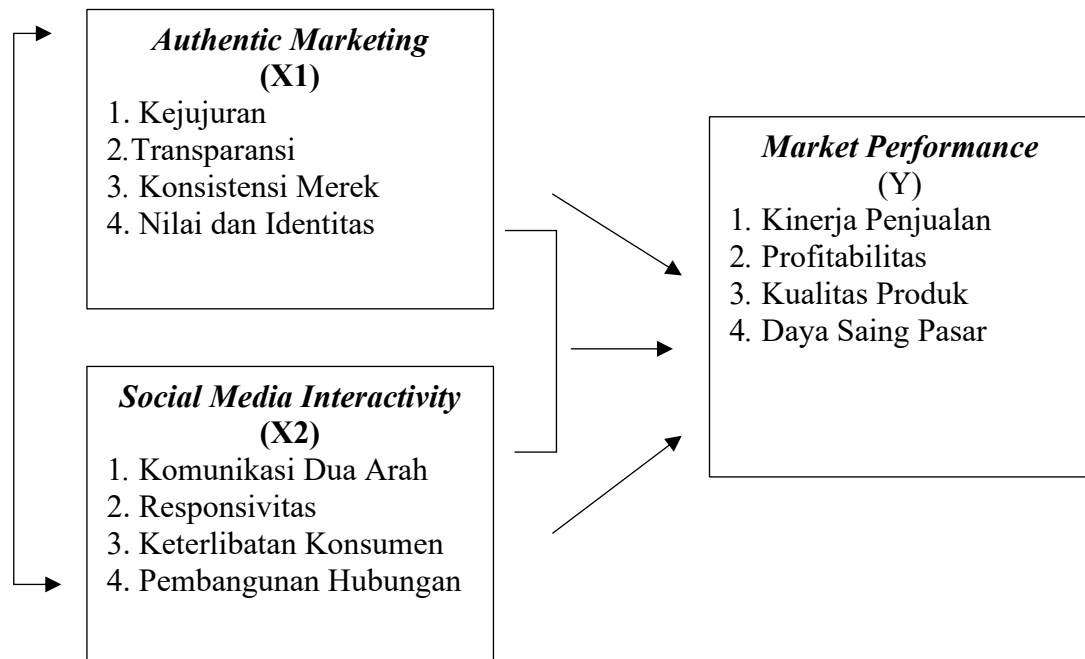 Authentic Marketing
(X1)
1. Kejujuran
2.Transparansi
3. Konsistensi Merek
4. Nilai dan Identitas
Social Media Interactivity
(X2)
1. Komunikasi Dua Arah
2. Responsivitas
3. Keterlibatan Konsumen
4. Pembangunan Hubungan
Market Performance
(Y)
1. Kinerja Penjualan
2. Profitabilitas
3. Kualitas Produk
4. Daya Saing Pasar